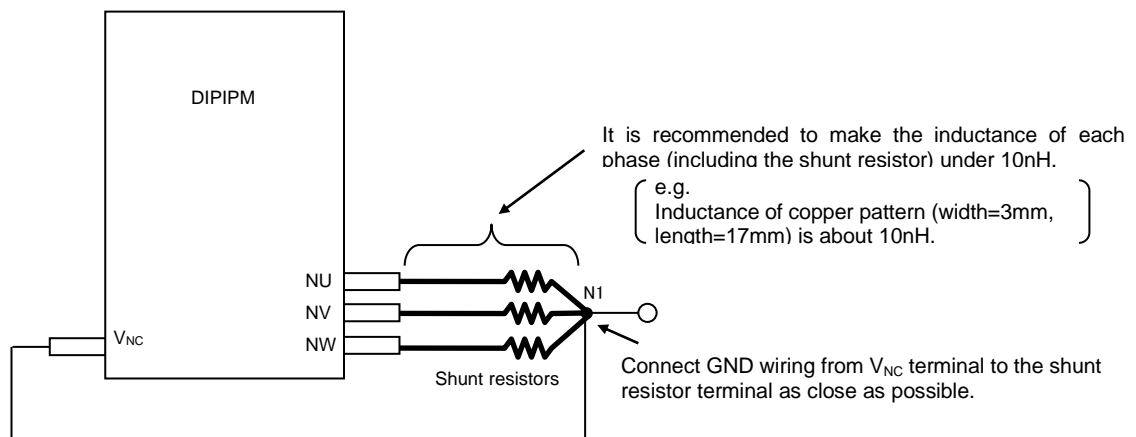 DIPIPM
It is recommended to make the inductance of each
phase (including the shunt resistor) under 10nH.
e.g.
Inductance of copper pattern (width=3mm,
length=17mm) is about 10nH.
NU
NV
NW
N1
VNC
Shunt resistors
Connect GND wiring from VNC terminal to the shunt
resistor terminal as close as possible.